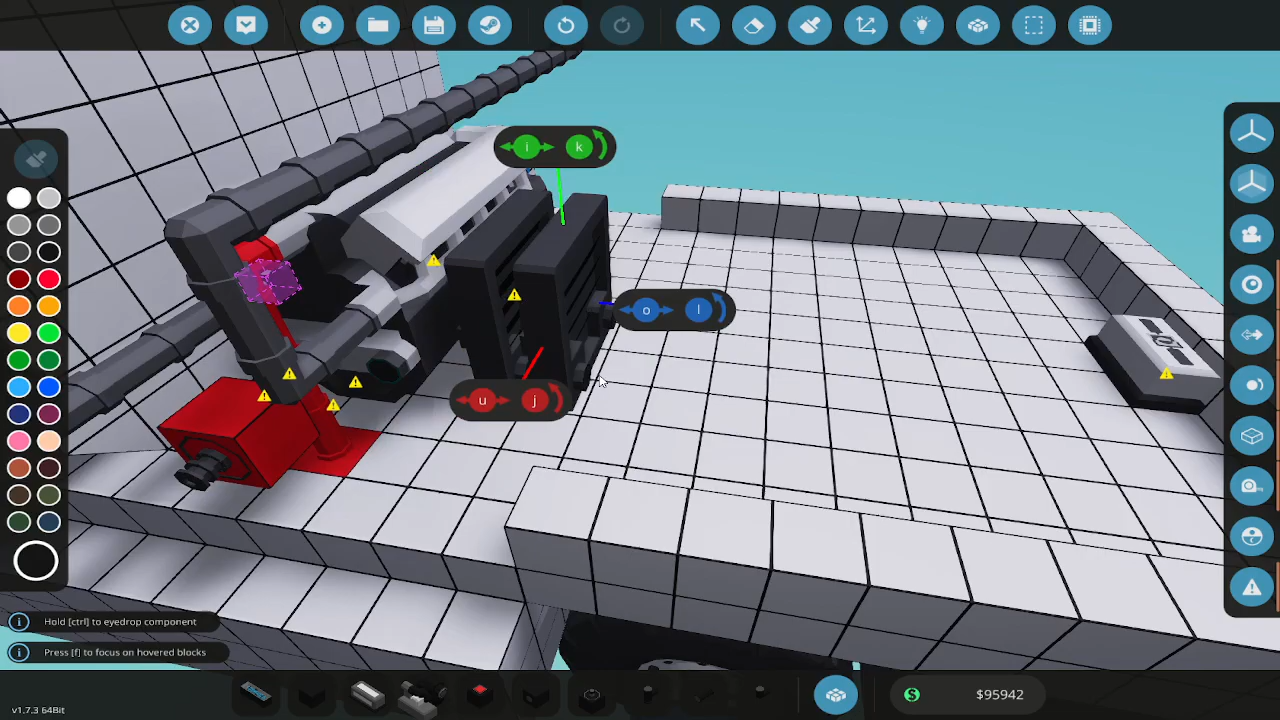 i k
o l
u j
Hold [ctrl] to eyedrop component
Press [f] to focus on hovered blocks
$ $95942
v1.7.3 64Bit